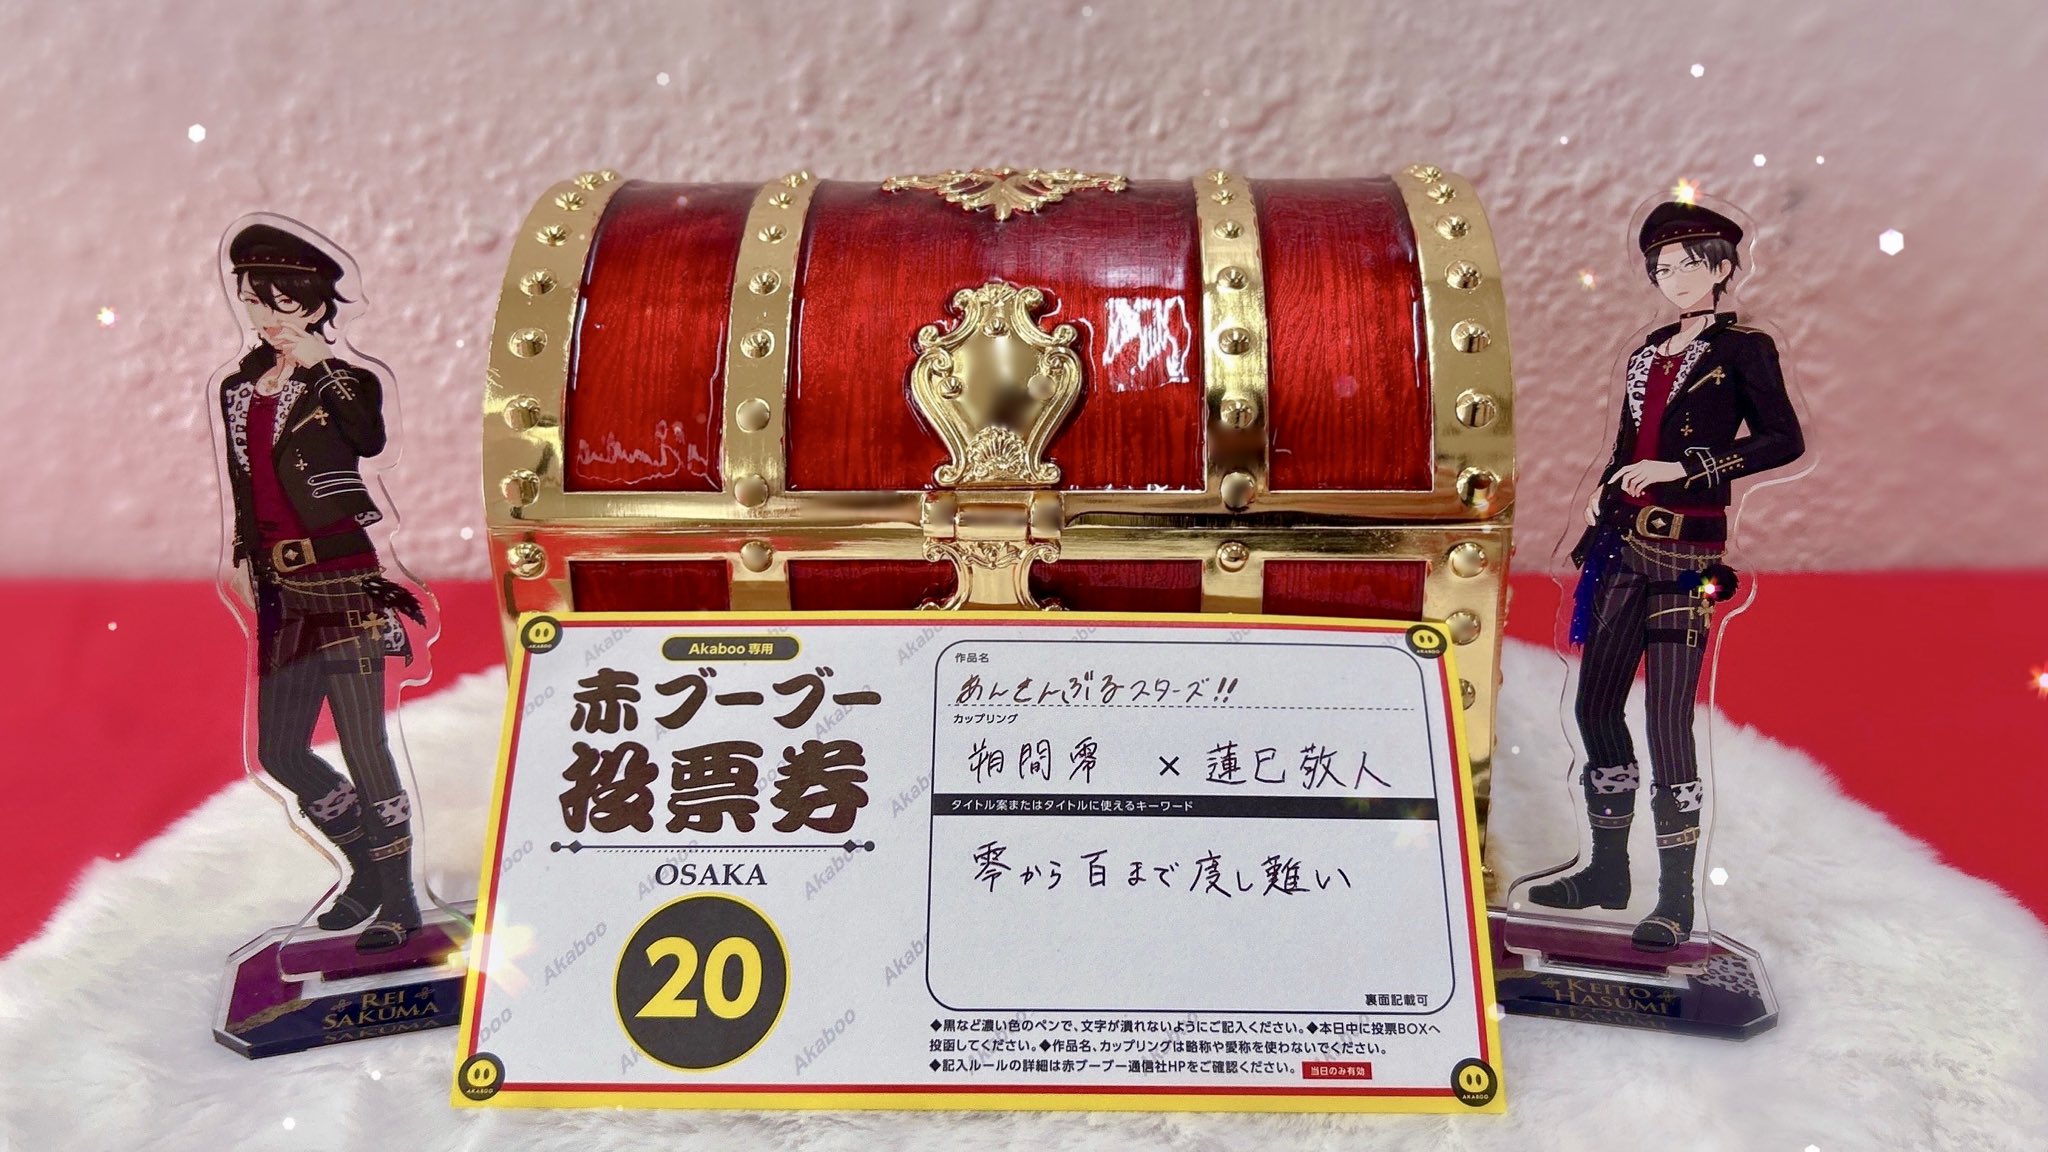 Akaboo専用
赤ブーブー
投票券
OSAKA
20
作品名
あんさんぶるスターズ!!
カップリング
朔間零 × 蓮巳敬人
タイトル案またはタイトルに使えるキーワード
零から百まで度し難い
裏面記載可
◆黒など濃い色のペンで、文字が潰れないようにご記入ください。◆本日中に投票BOXへ
投函してください。◆作品名、カップリングは略称や愛称を使わないでください。
◆記入ルールの詳細は赤ブーブー通信社HPをご確認ください。 当日のみ有効
AKABOO
AKABOO
AKABOO
AKABOO
Akaboo
Akaboo
Akaboo
Akaboo
Akaboo
Akaboo
REI
SAKUMA
KEITO
HASUMI